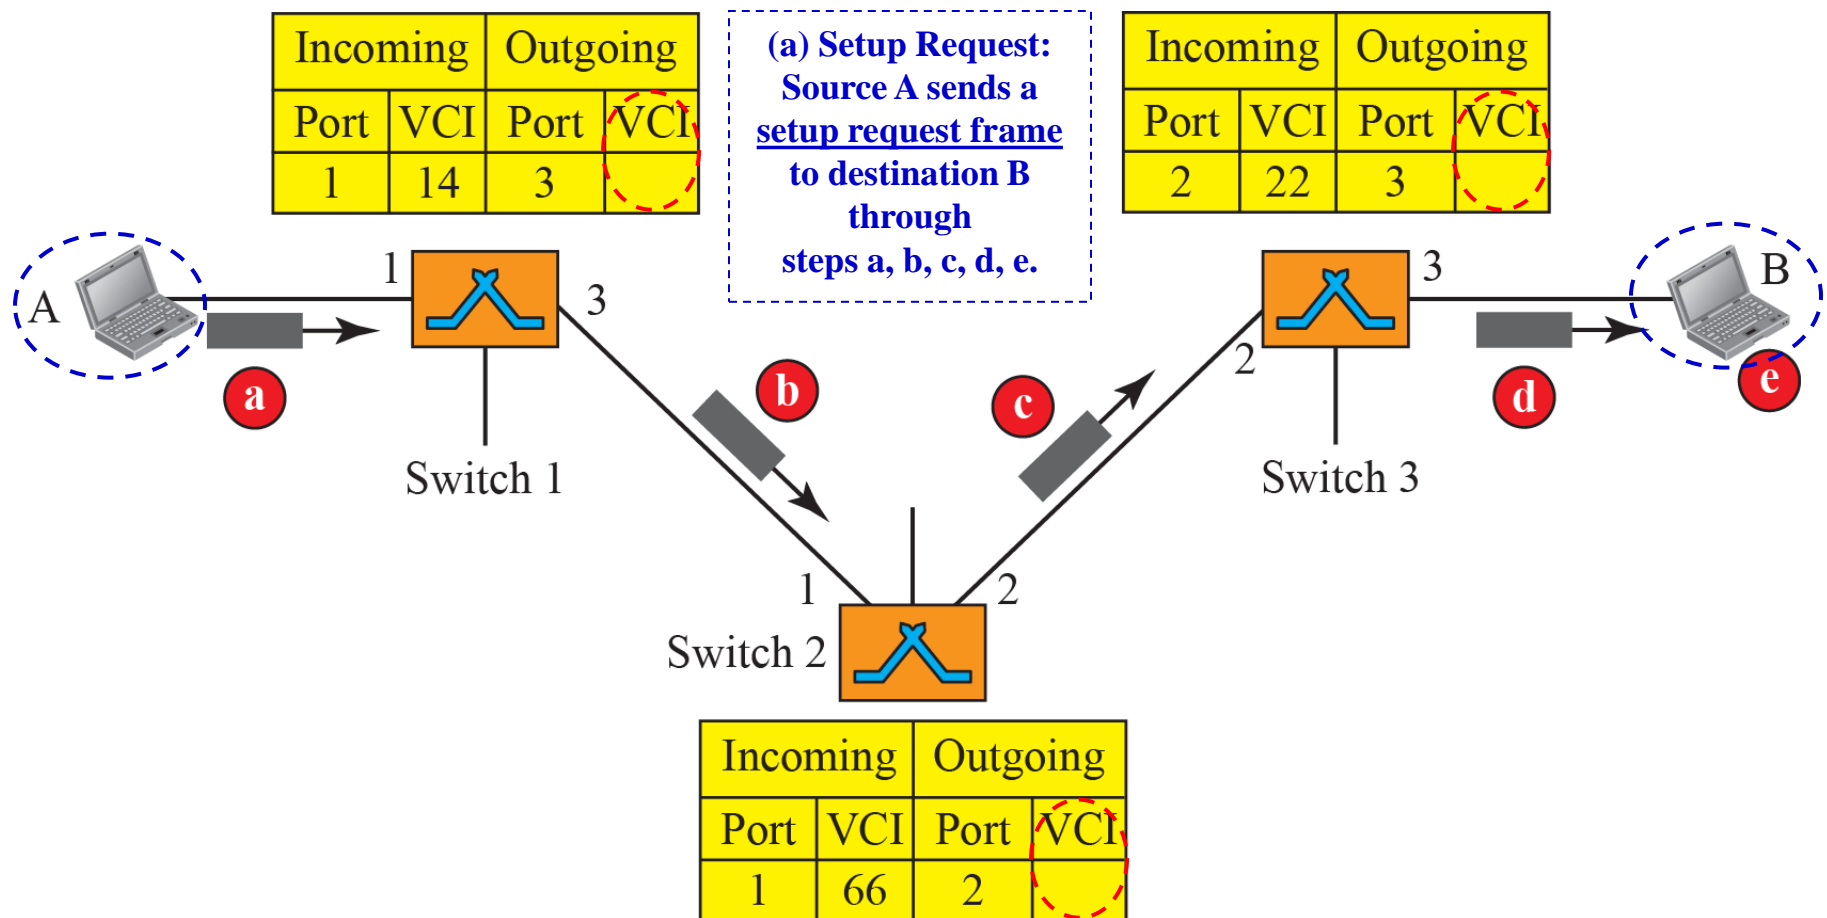 Incoming Outgoing
Port VCI Port VCI
1 14 3
(a) Setup Request:
Source A sends a
setup request frame
to destination B
through
steps a, b, c, d, e.
Incoming Outgoing
Port VCI Port VCI
2 22 3
A
1
3
a
b
Switch 1
c
2
3
B
d
e
Switch 3
1
2
Switch 2
Incoming Outgoing
Port VCI Port VCI
1 66 2